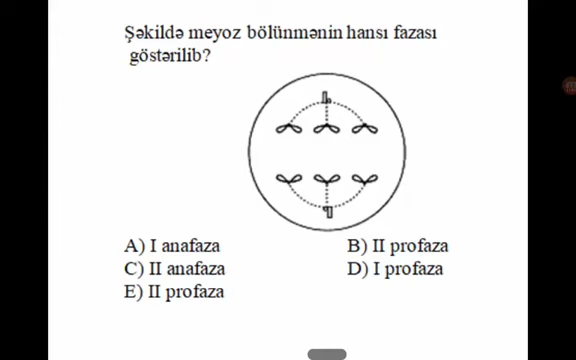 Şəkildə meyoz bölünmənin hansı fazası
göstərilib?
A) I anafaza
B) II profaza
C) II anafaza
D) I profaza
E) II profaza